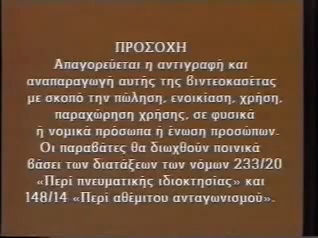 ΠΡΟΣΟΧΗ
Απαγορεύεται η αντιγραφή και
αναπαραγωγή αυτής της βιντεοκασέτας
με σκοπό την πώληση, ενοικίαση, χρήση,
παραχώρηση χρήσης, σε φυσικά
ή νομικά πρόσωπα ή ένωση προσώπων.
Οι παραβάτες θα διωχθούν ποινικά
βάσει των διατάξεων των νόμων 233/20
«Περί πνευματικής ιδιοκτησίας» και
148/14 «Περί αθέμιτου ανταγωνισμού».